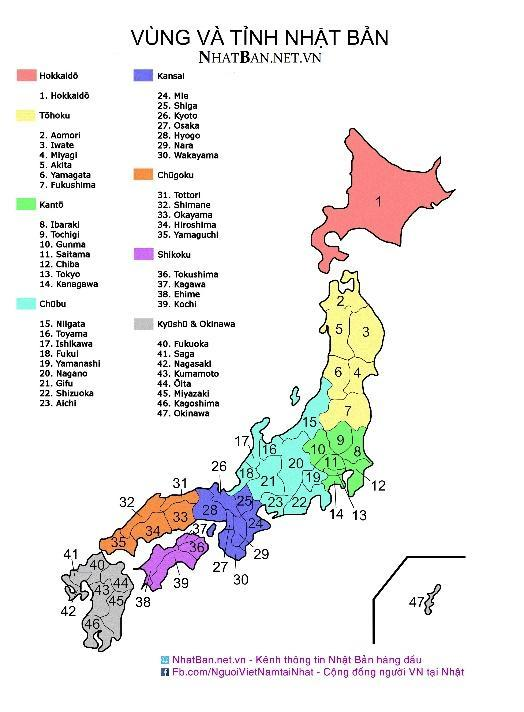 VÙNG VÀ TỈNH NHẬT BẢN
NHATBAN.NET.VN
Hokkaidō
1. Hokkaidō
Tōhoku
2. Aomori
3. Iwate
4. Miyagi
5. Akita
6. Yamagata
7. Fukushima
Kantō
8. Ibaraki
9. Tochigi
10. Gunma
11. Saitama
12. Chiba
13. Tokyo
14. Kanagawa
Chūbu
15. Niigata
16. Toyama
17. Ishikawa
18. Fukui
19. Yamanashi
20. Nagano
21. Gifu
22. Shizuoka
23. Aichi
Kansai
24. Mie
25. Shiga
26. Kyoto
27. Osaka
28. Hyogo
29. Nara
30. Wakayama
Chūgoku
31. Tottori
32. Shimane
33. Okayama
34. Hiroshima
35. Yamaguchi
Shikoku
36. Tokushima
37. Kagawa
38. Ehime
39. Kochi
Kyūshū & Okinawa
40. Fukuoka
41. Saga
42. Nagasaki
43. Kumamoto
44. Ōita
45. Miyazaki
46. Kagoshima
47. Okinawa
1
2
5
3
6
4
7
15
17
16
9
10
8
11
26
18
20
19
12
31
21
32
28
25
23
22
14
13
33
24
34
37
35
36
29
41
40
27
30
44
43
39
42
45
38
47
46
NhatBan.net.vn - Kênh thông tin Nhật Bản hàng đầu
Fb.com/NguoiVietNamtaiNhat - Cộng đồng người VN tại Nhật